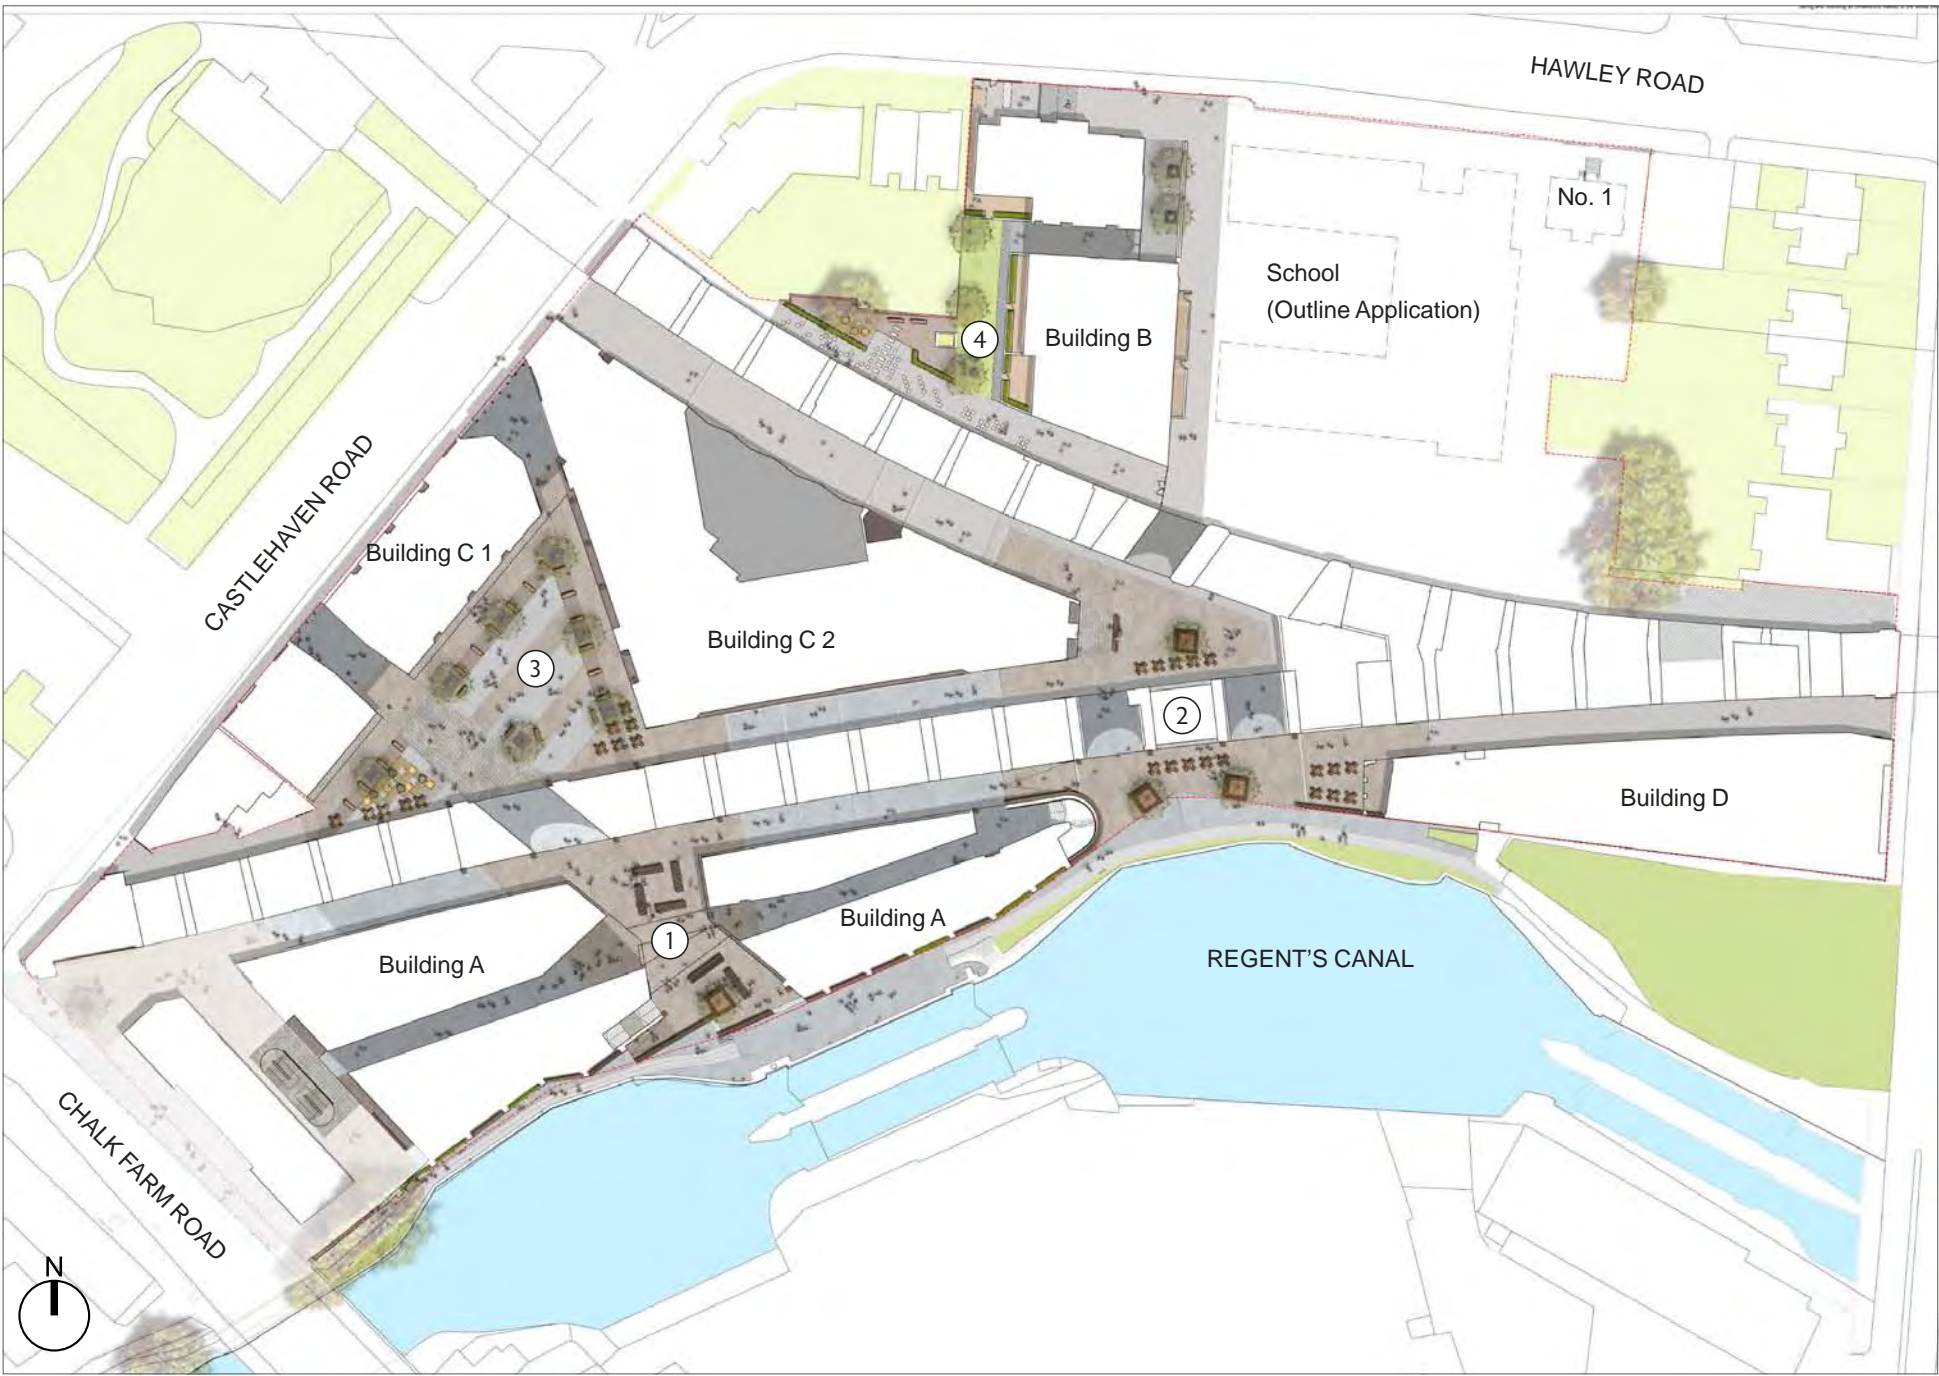 HAWLEY ROAD
No. 1
School
(Outline Application)
4
Building B
CASTLEHAVEN ROAD
Building C 1
Building C 2
3
2
Building D
Building A
1
Building A
REGENT'S CANAL
CHALK FARM ROAD
N